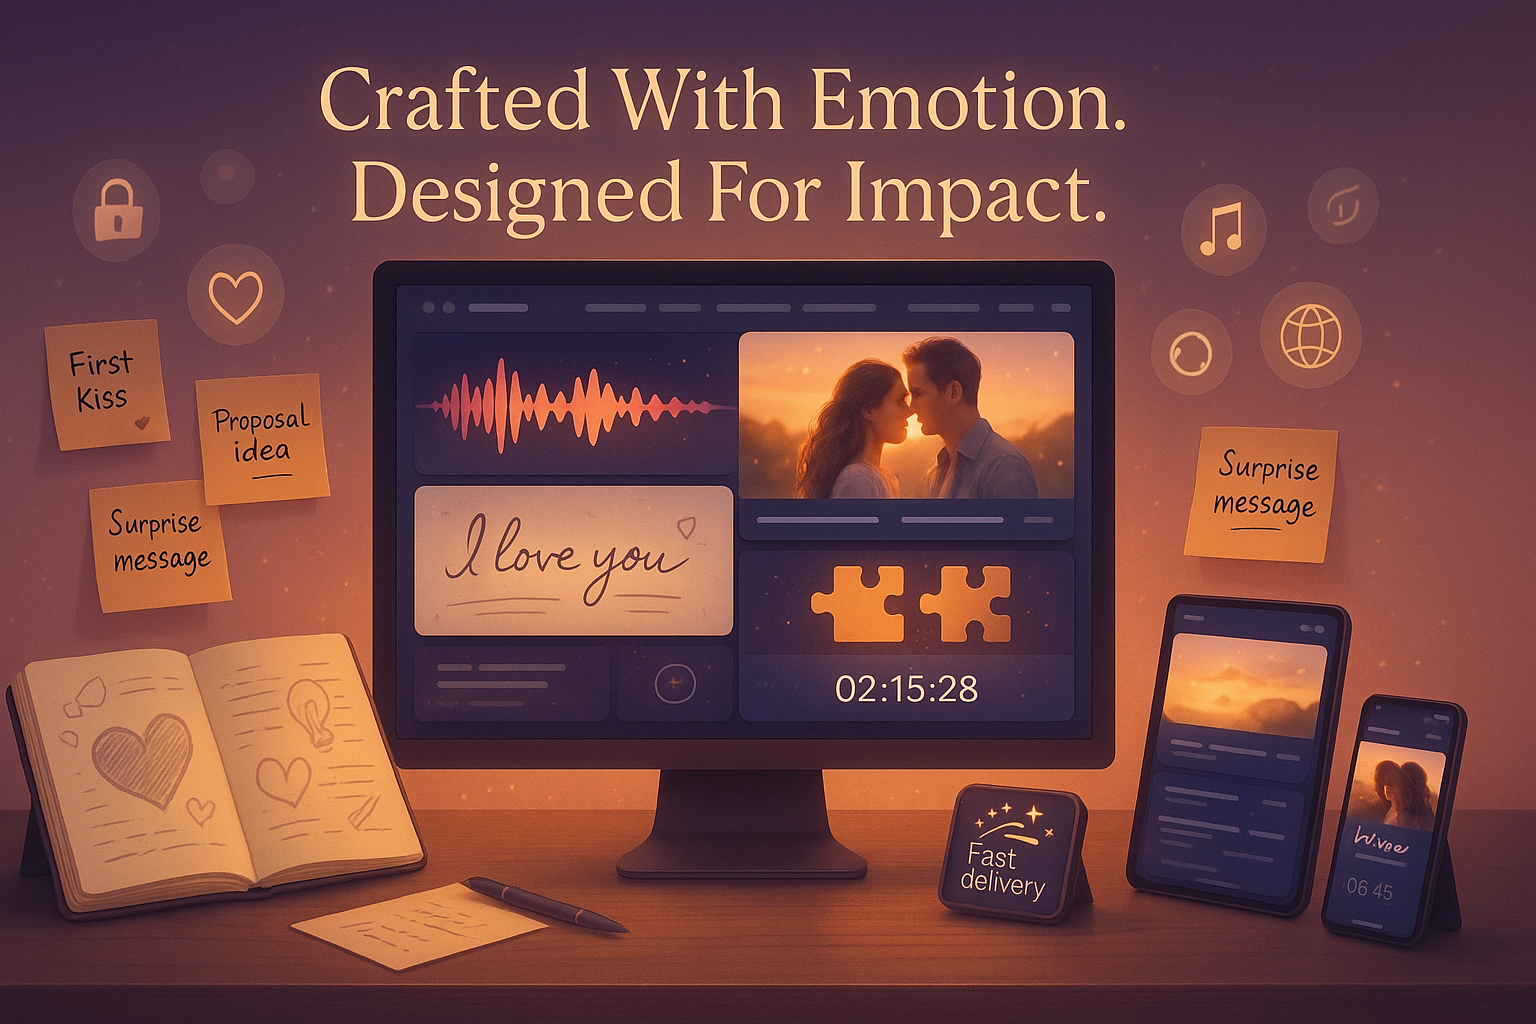 Crafted With Emotion.
Designed For Impact.
First
Kiss
Proposal
idea
Surprise
message
I love you
02:15:28
Surprise
message
Fast
delivery
06 45